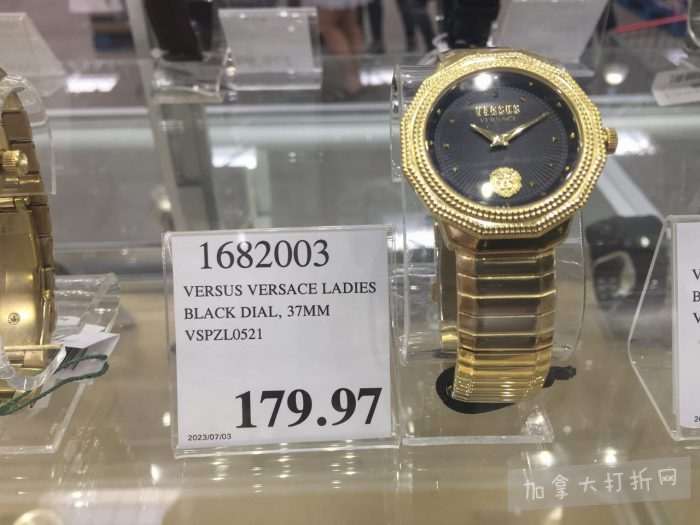 VERSUS
VERSACE
1682003
VERSUS VERSACE LADIES
BLACK DIAL, 37MM
VSPZL0521
179.97
2023/07/03
V
B
V
加拿大打折网